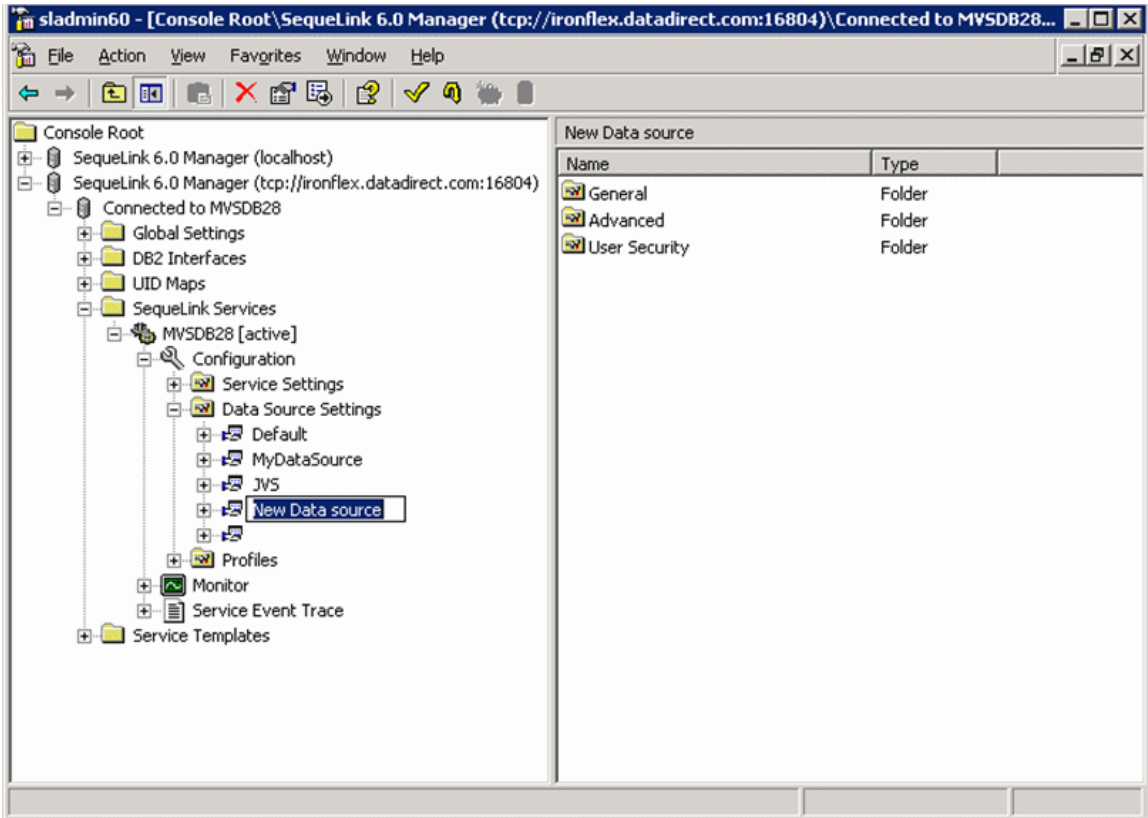 sladmin60 - [Console Root\SequeLink 6.0 Manager (tcp://ironflex.datadirect.com:16804)\Connected to MVSDB28...
File Action View Favorites Window Help
Console Root
SequeLink 6.0 Manager (localhost)
SequeLink 6.0 Manager (tcp://ironflex.datadirect.com:16804)
Connected to MVSDB28
Global Settings
DB2 Interfaces
UID Maps
SequeLink Services
MVSDB28 [active]
Configuration
Service Settings
Data Source Settings
Default
MyDataSource
JVS
New Data source
Profiles
Monitor
Service Event Trace
Service Templates
New Data source
Name Type
General Folder
Advanced Folder
User Security Folder